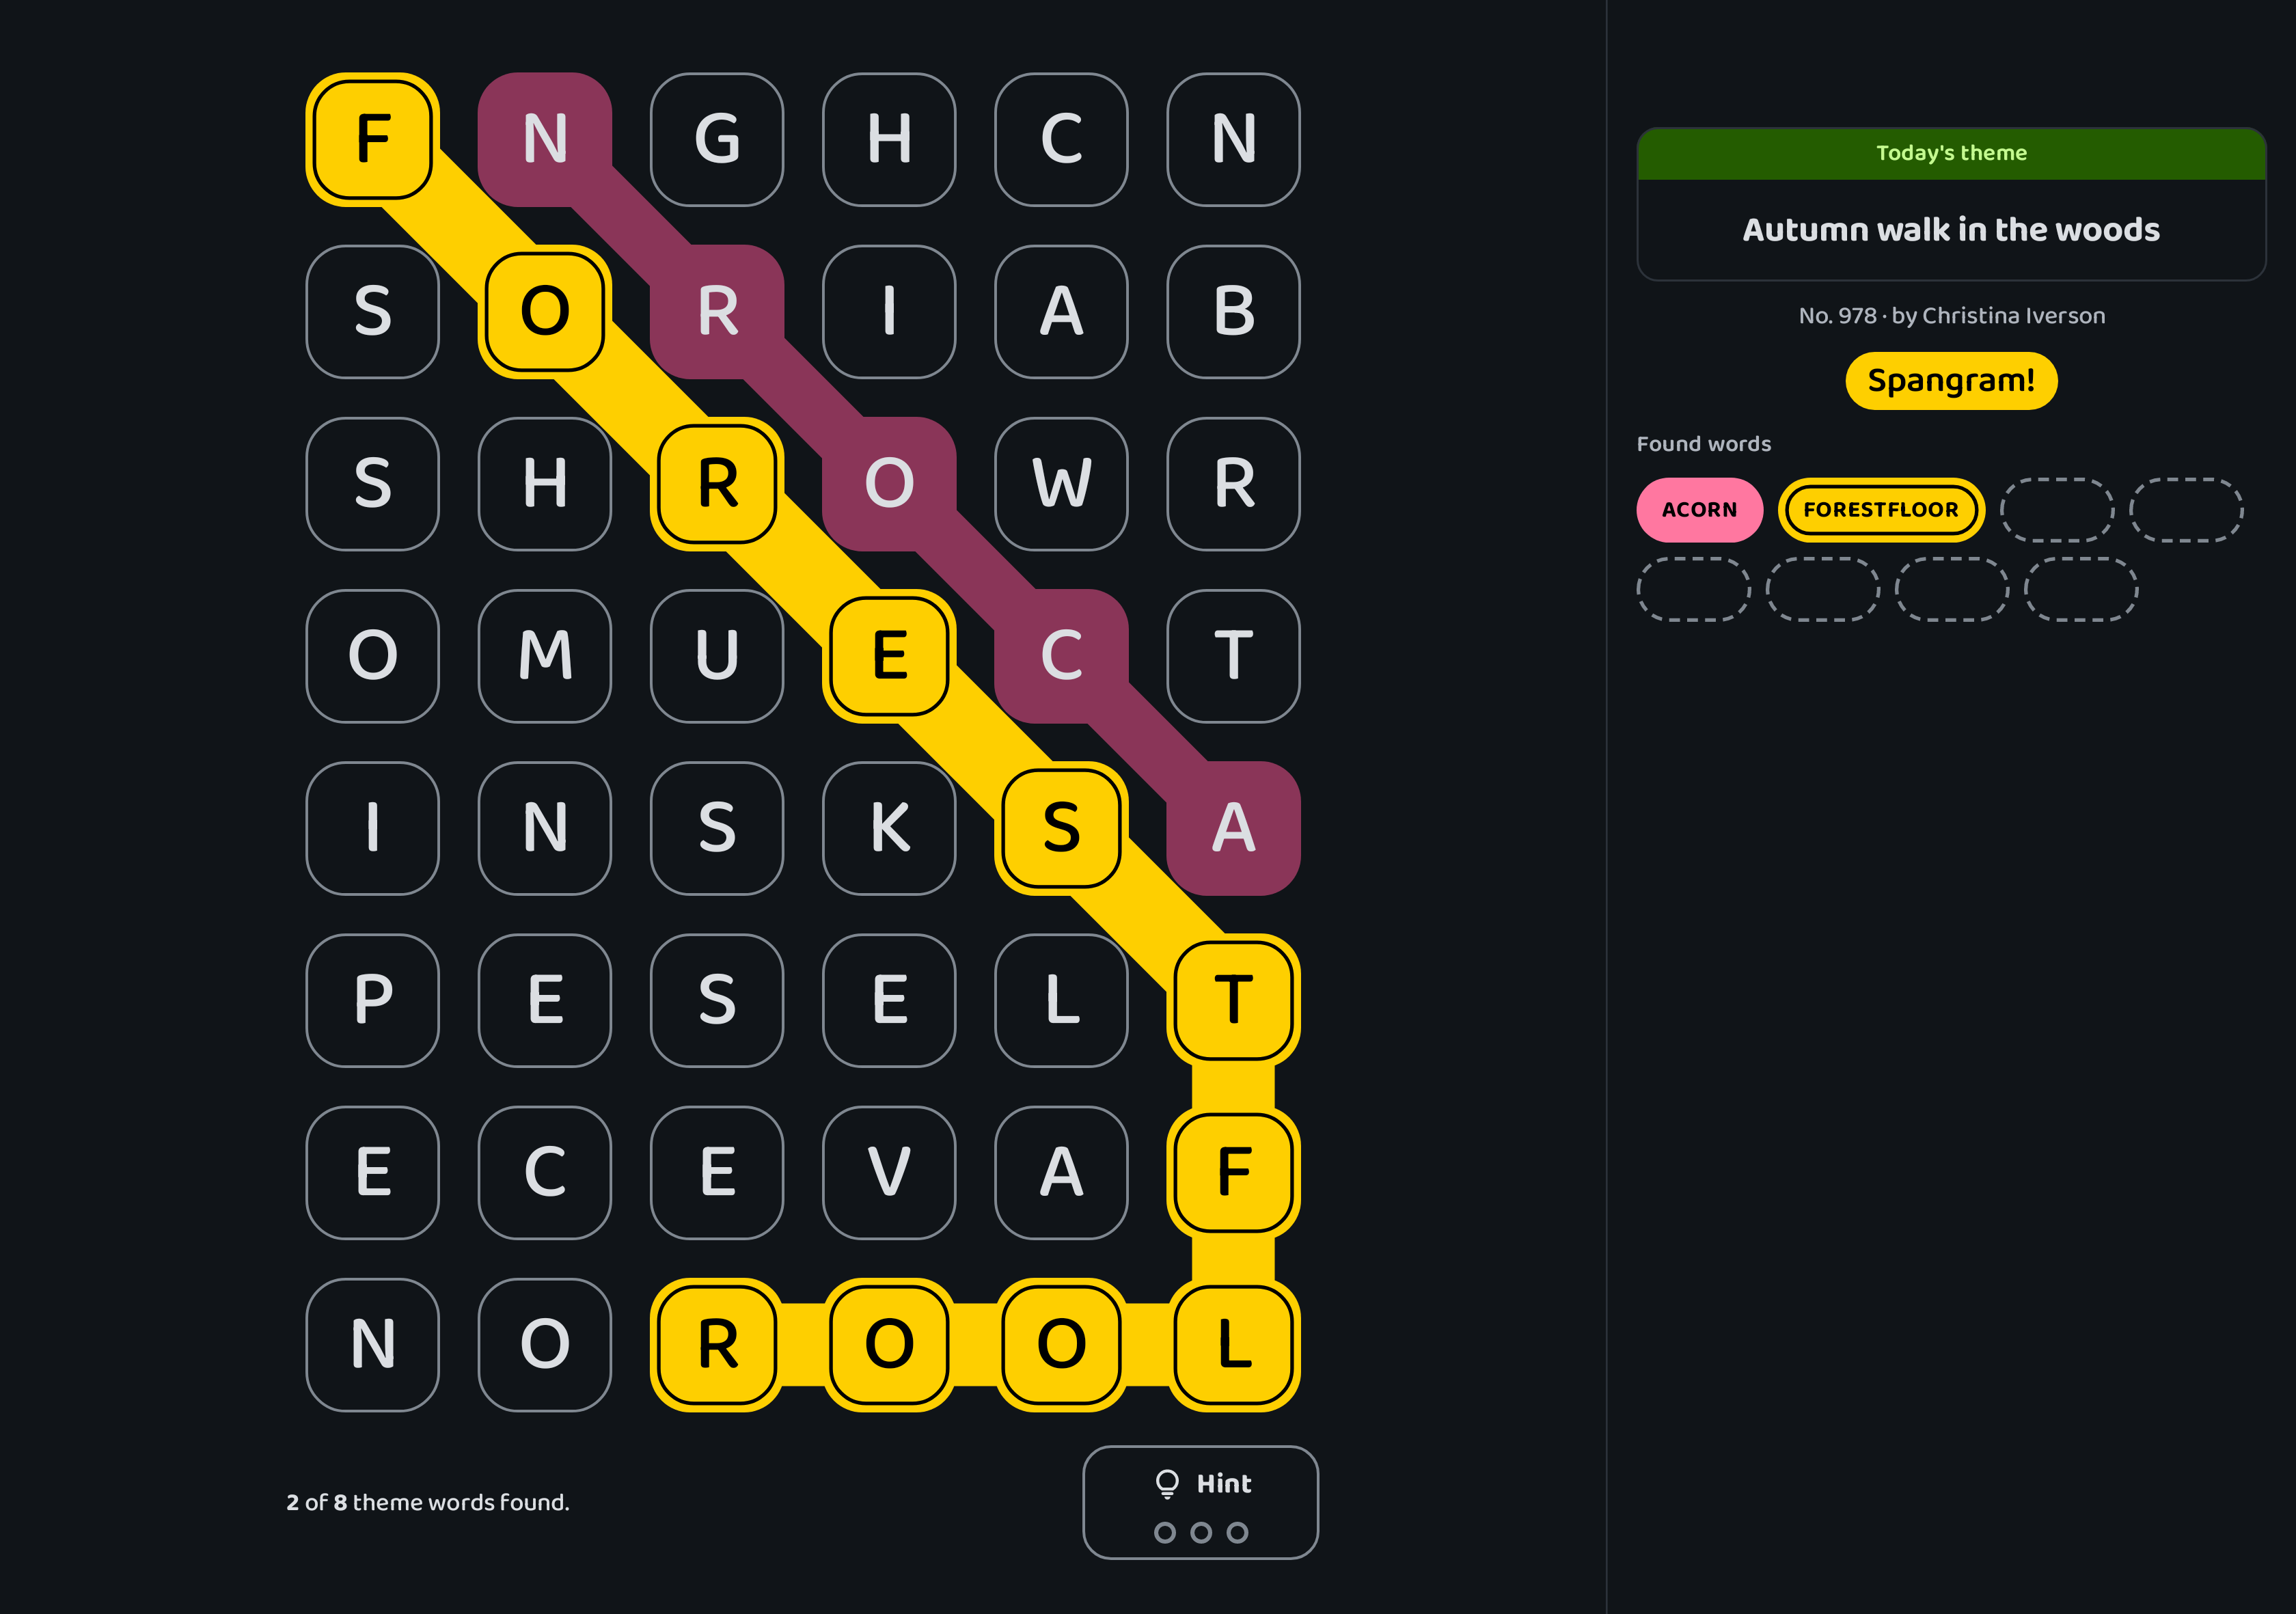 F N G H C N
S O R I A B
S H R O W R
O M U E C T
I N S K S A
P E S E L T
E C E V A F
N O R O O L
2 of 8 theme words found.
Hint
Today's theme
Autumn walk in the woods
No. 978 · by Christina Iverson
Spangram!
Found words
ACORN FORESTFLOOR